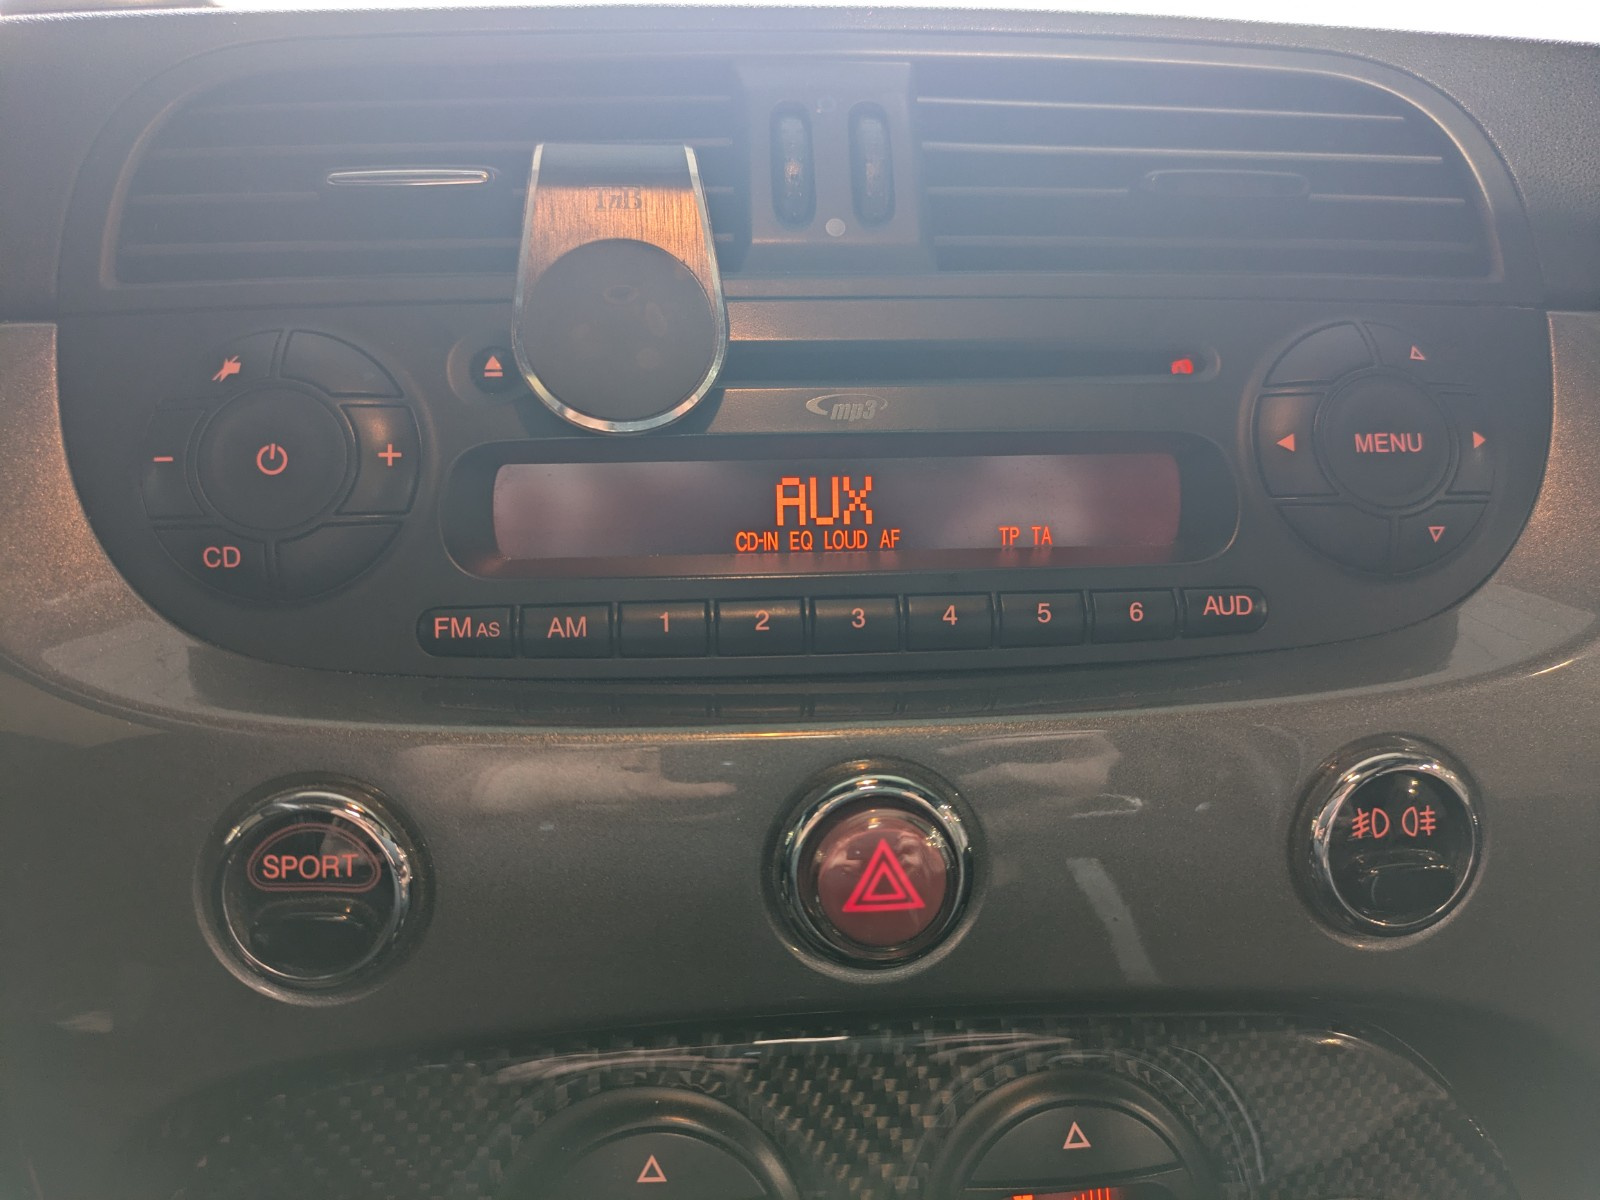 TnB
mp3
MENU
CD
AUX
CD-IN EQ LOUD AF TP TA
FM AS AM 1 2 3 4 5 6 AUD
SPORT